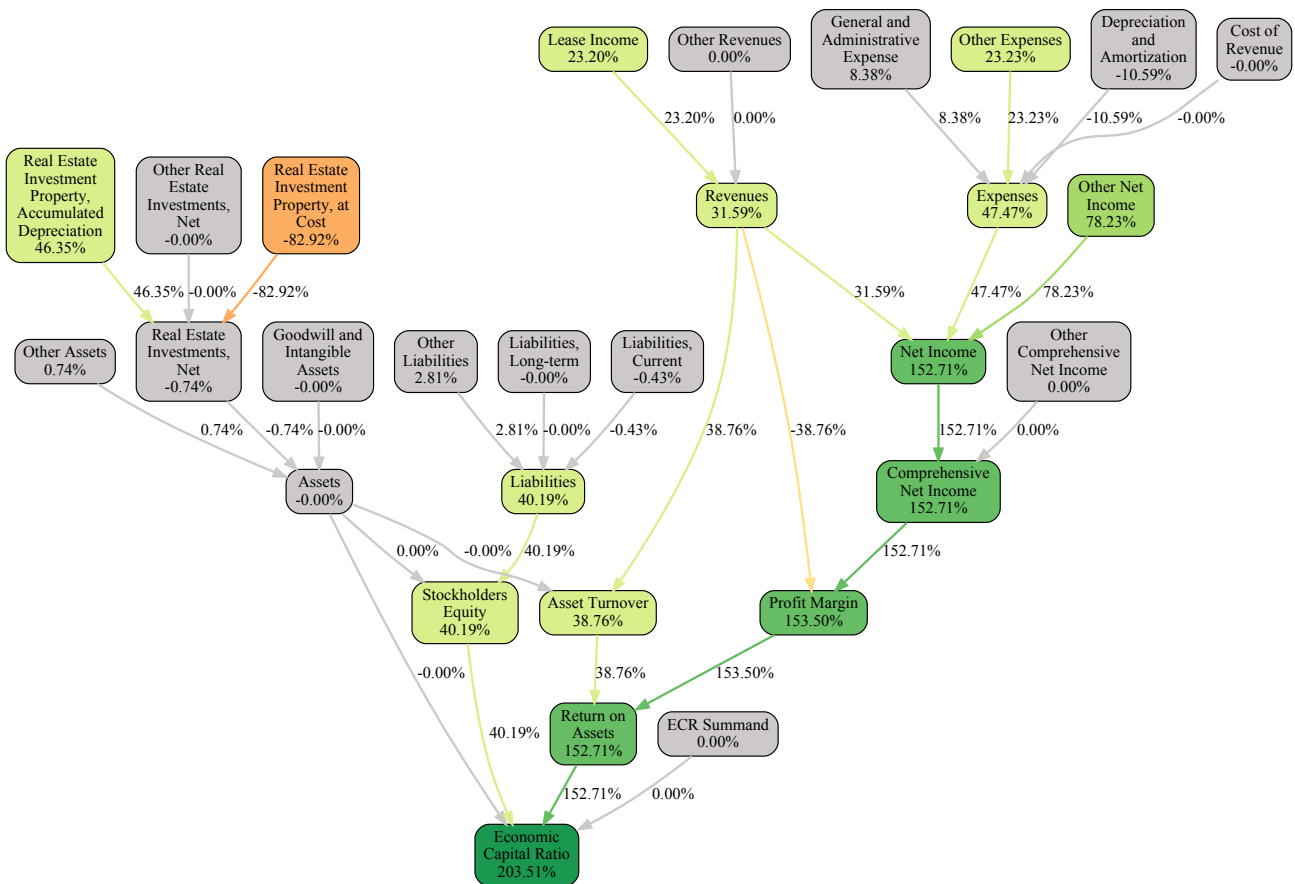 Lease Income
23.20%
Other Revenues
0.00%
General and
Administrative
Expense
8.38%
Other Expenses
23.23%
Depreciation
and
Amortization
-10.59%
Cost of
Revenue
-0.00%
23.20%
0.00%
8.38%
23.23%
-10.59%
-0.00%
Real Estate
Investment
Property,
Accumulated
Depreciation
46.35%
Other Real
Estate
Investments,
Net
-0.00%
Real Estate
Investment
Property, at
Cost
-82.92%
Revenues
31.59%
Expenses
47.47%
Other Net
Income
78.23%
46.35%
-0.00%
-82.92%
31.59%
47.47%
78.23%
Other Assets
0.74%
Real Estate
Investments,
Net
-0.74%
Goodwill and
Intangible
Assets
-0.00%
Other
Liabilities
2.81%
Liabilities,
Long-term
-0.00%
Liabilities,
Current
-0.43%
Net Income
152.71%
Other
Comprehensive
Net Income
0.00%
0.74%
-0.74%
-0.00%
2.81%
-0.00%
-0.43%
38.76%
-38.76%
152.71%
0.00%
Assets
-0.00%
Liabilities
40.19%
Comprehensive
Net Income
152.71%
0.00%
-0.00%
40.19%
152.71%
Stockholders
Equity
40.19%
Asset Turnover
38.76%
Profit Margin
153.50%
-0.00%
38.76%
153.50%
Return on
Assets
152.71%
ECR Summand
0.00%
40.19%
152.71%
0.00%
Economic
Capital Ratio
203.51%